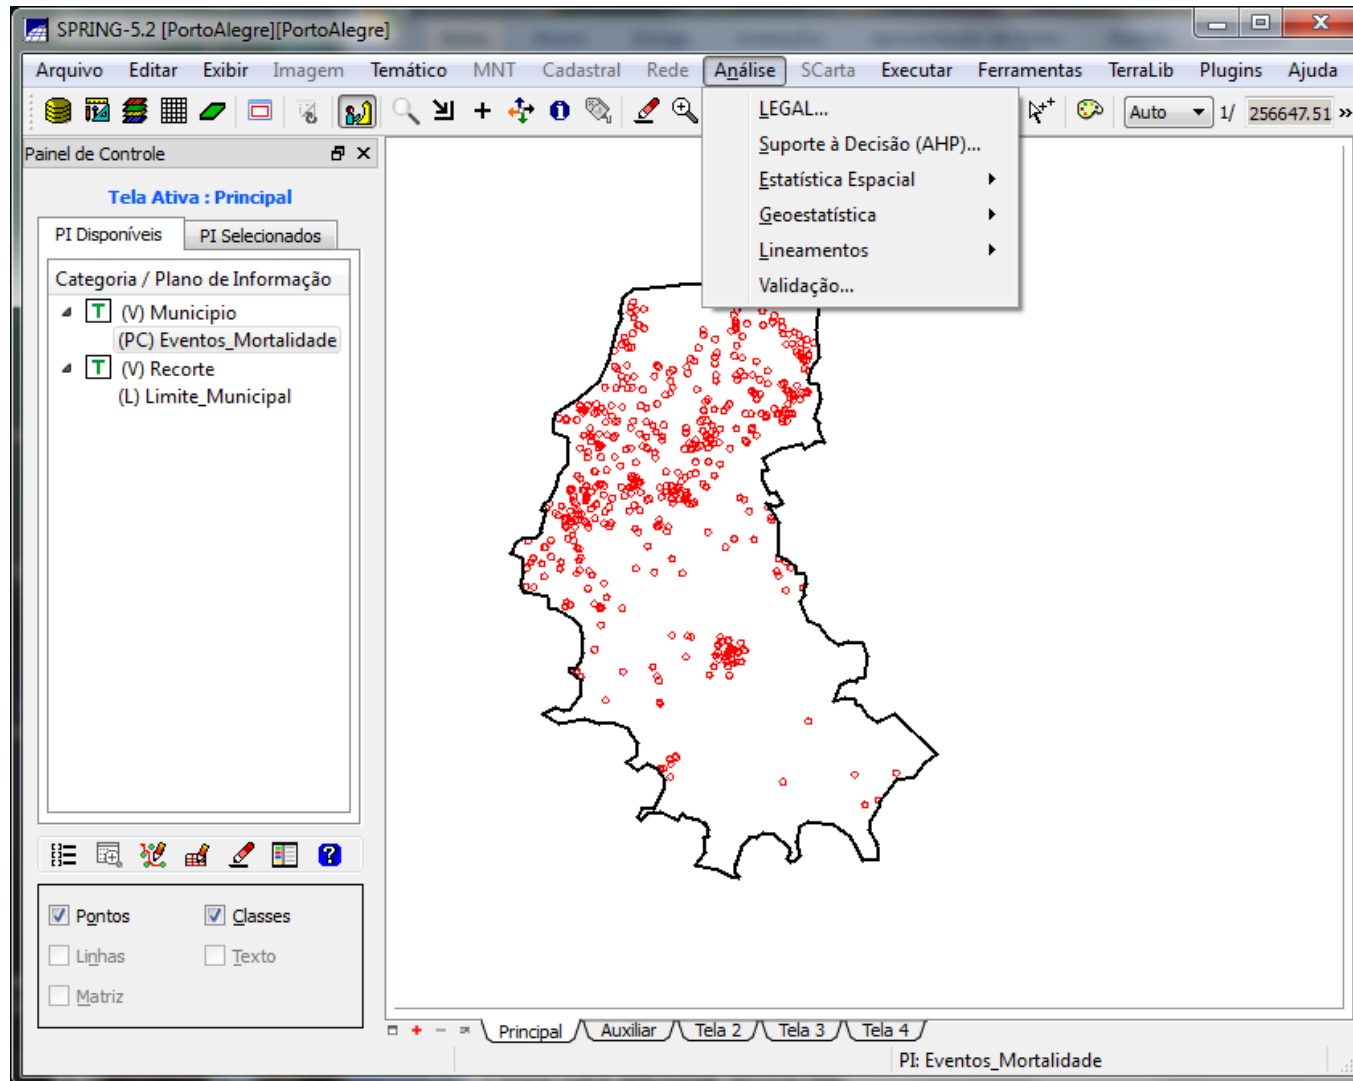 SPRING-5.2 [PortoAlegre][PortoAlegre]
Arquivo Editar Exibir Imagem Temático MNT Cadastral Rede Análise SCarta Executar Ferramentas TerraLib Plugins Ajuda
Auto 1/ 256647.51 »
LEGAL...
Suporte à Decisão (AHP)...
Estatística Espacial
Geoestatística
Lineamentos
Validação...
Painel de Controle
Tela Ativa : Principal
PI Disponíveis PI Selecionados
Categoria / Plano de Informação
T (V) Municipio
(PC) Eventos_Mortalidade
T (V) Recorte
(L) Limite_Municipal
Pontos Classes
Linhas Texto
Matriz
Principal Auxiliar Tela 2 Tela 3 Tela 4
PI: Eventos_Mortalidade